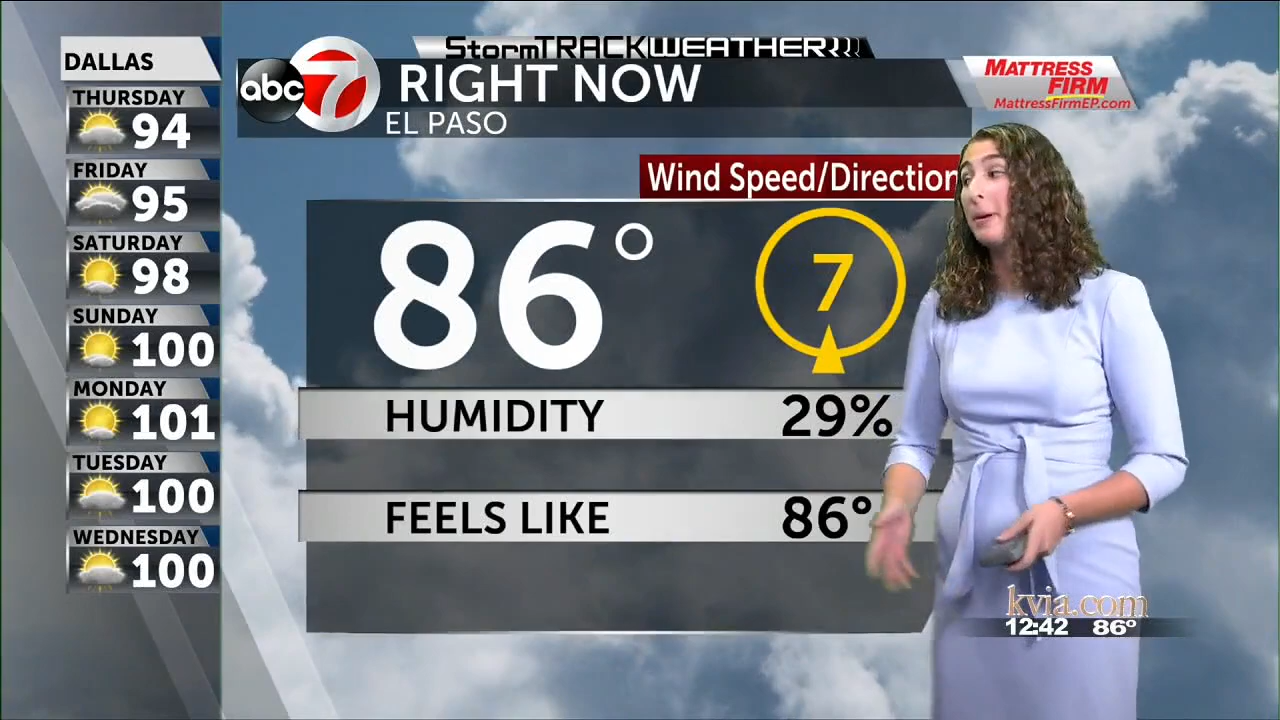 DALLAS
THURSDAY
94
FRIDAY
95
SATURDAY
98
SUNDAY
100
MONDAY
101
TUESDAY
100
WEDNESDAY
100
StormTRACKWEATHER
abc 7
RIGHT NOW
EL PASO
MATTRESS
FIRM
MattressFirmEP.com
Wind Speed/Direction
86° 7
HUMIDITY 29%
FEELS LIKE 86°
kvia.com
12:42 86°